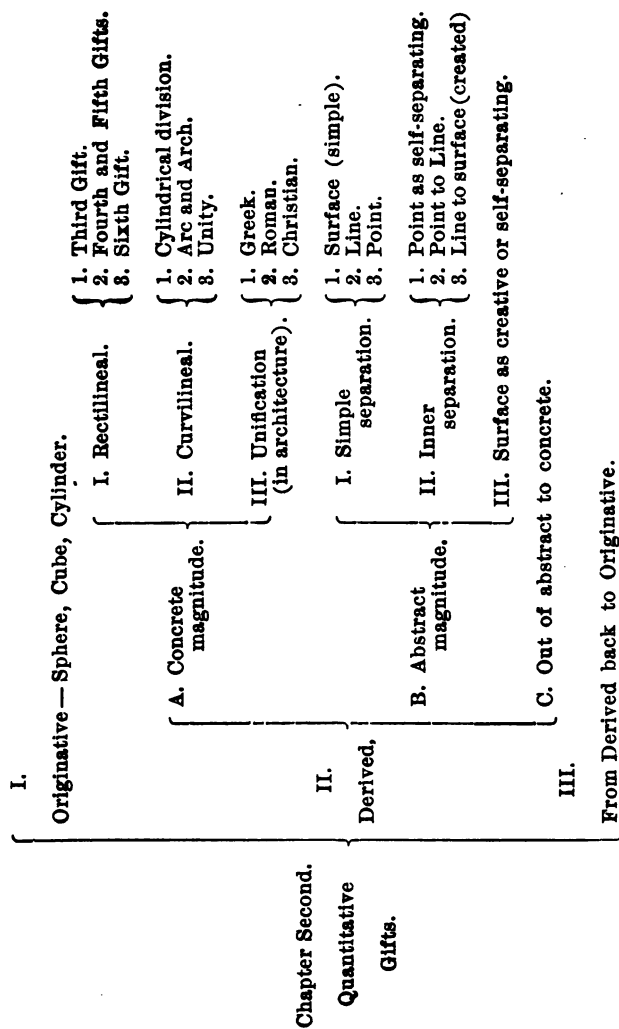 Chapter Second.
Quantitative
Gifts.
I.
Originative — Sphere, Cube, Cylinder.
II.
Derived,
A. Concrete
magnitude.
I. Rectilineal.
1. Third Gift.
2. Fourth and Fifth Gifts.
3. Sixth Gift.
II. Curvilineal.
1. Cylindrical division.
2. Arc and Arch.
3. Unity.
III. Unification
(in architecture).
1. Greek.
2. Roman.
3. Christian.
B. Abstract
magnitude.
I. Simple
separation.
1. Surface (simple).
2. Line.
3. Point.
II. Inner
separation.
1. Point as self-separating.
2. Point to Line.
3. Line to surface (created)
III. Surface as creative or self-separating.
C. Out of abstract to concrete.
III.
From Derived back to Originative.